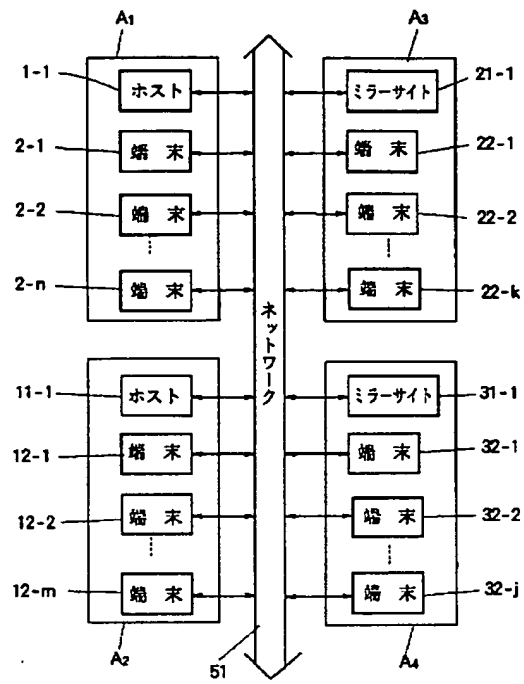 A1
A3
1-1
ホスト
ミラーサイト
21-1
2-1
端末
端末
22-1
2-2
端末
端末
22-2
2-n
端末
端末
22-k
ネットワーク
11-1
ホスト
ミラーサイト
31-1
12-1
端末
端末
32-1
12-2
端末
端末
32-2
12-m
端末
端末
32-j
A2
51
A4